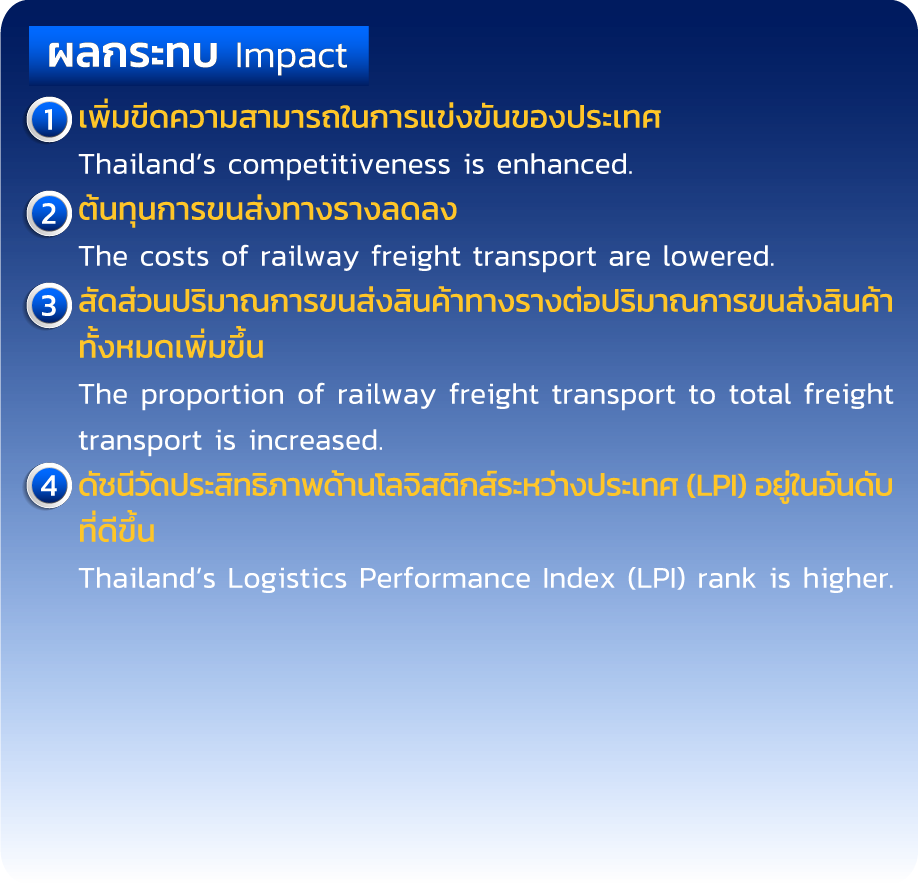 ผลกระทบ Impact
1 เพิ่มขีดความสามารถในการแข่งขันของประเทศ
Thailand’s competitiveness is enhanced.
2 ต้นทุนการขนส่งทางรางลดลง
The costs of railway freight transport are lowered.
3 สัดส่วนปริมาณการขนส่งสินค้าทางรางต่อปริมาณการขนส่งสินค้า
ทั้งหมดเพิ่มขึ้น
The proportion of railway freight transport to total freight
transport is increased.
4 ดัชนีวัดประสิทธิภาพด้านโลจิสติกส์ระหว่างประเทศ (LPI) อยู่ในอันดับ
ที่ดีขึ้น
Thailand’s Logistics Performance Index (LPI) rank is higher.